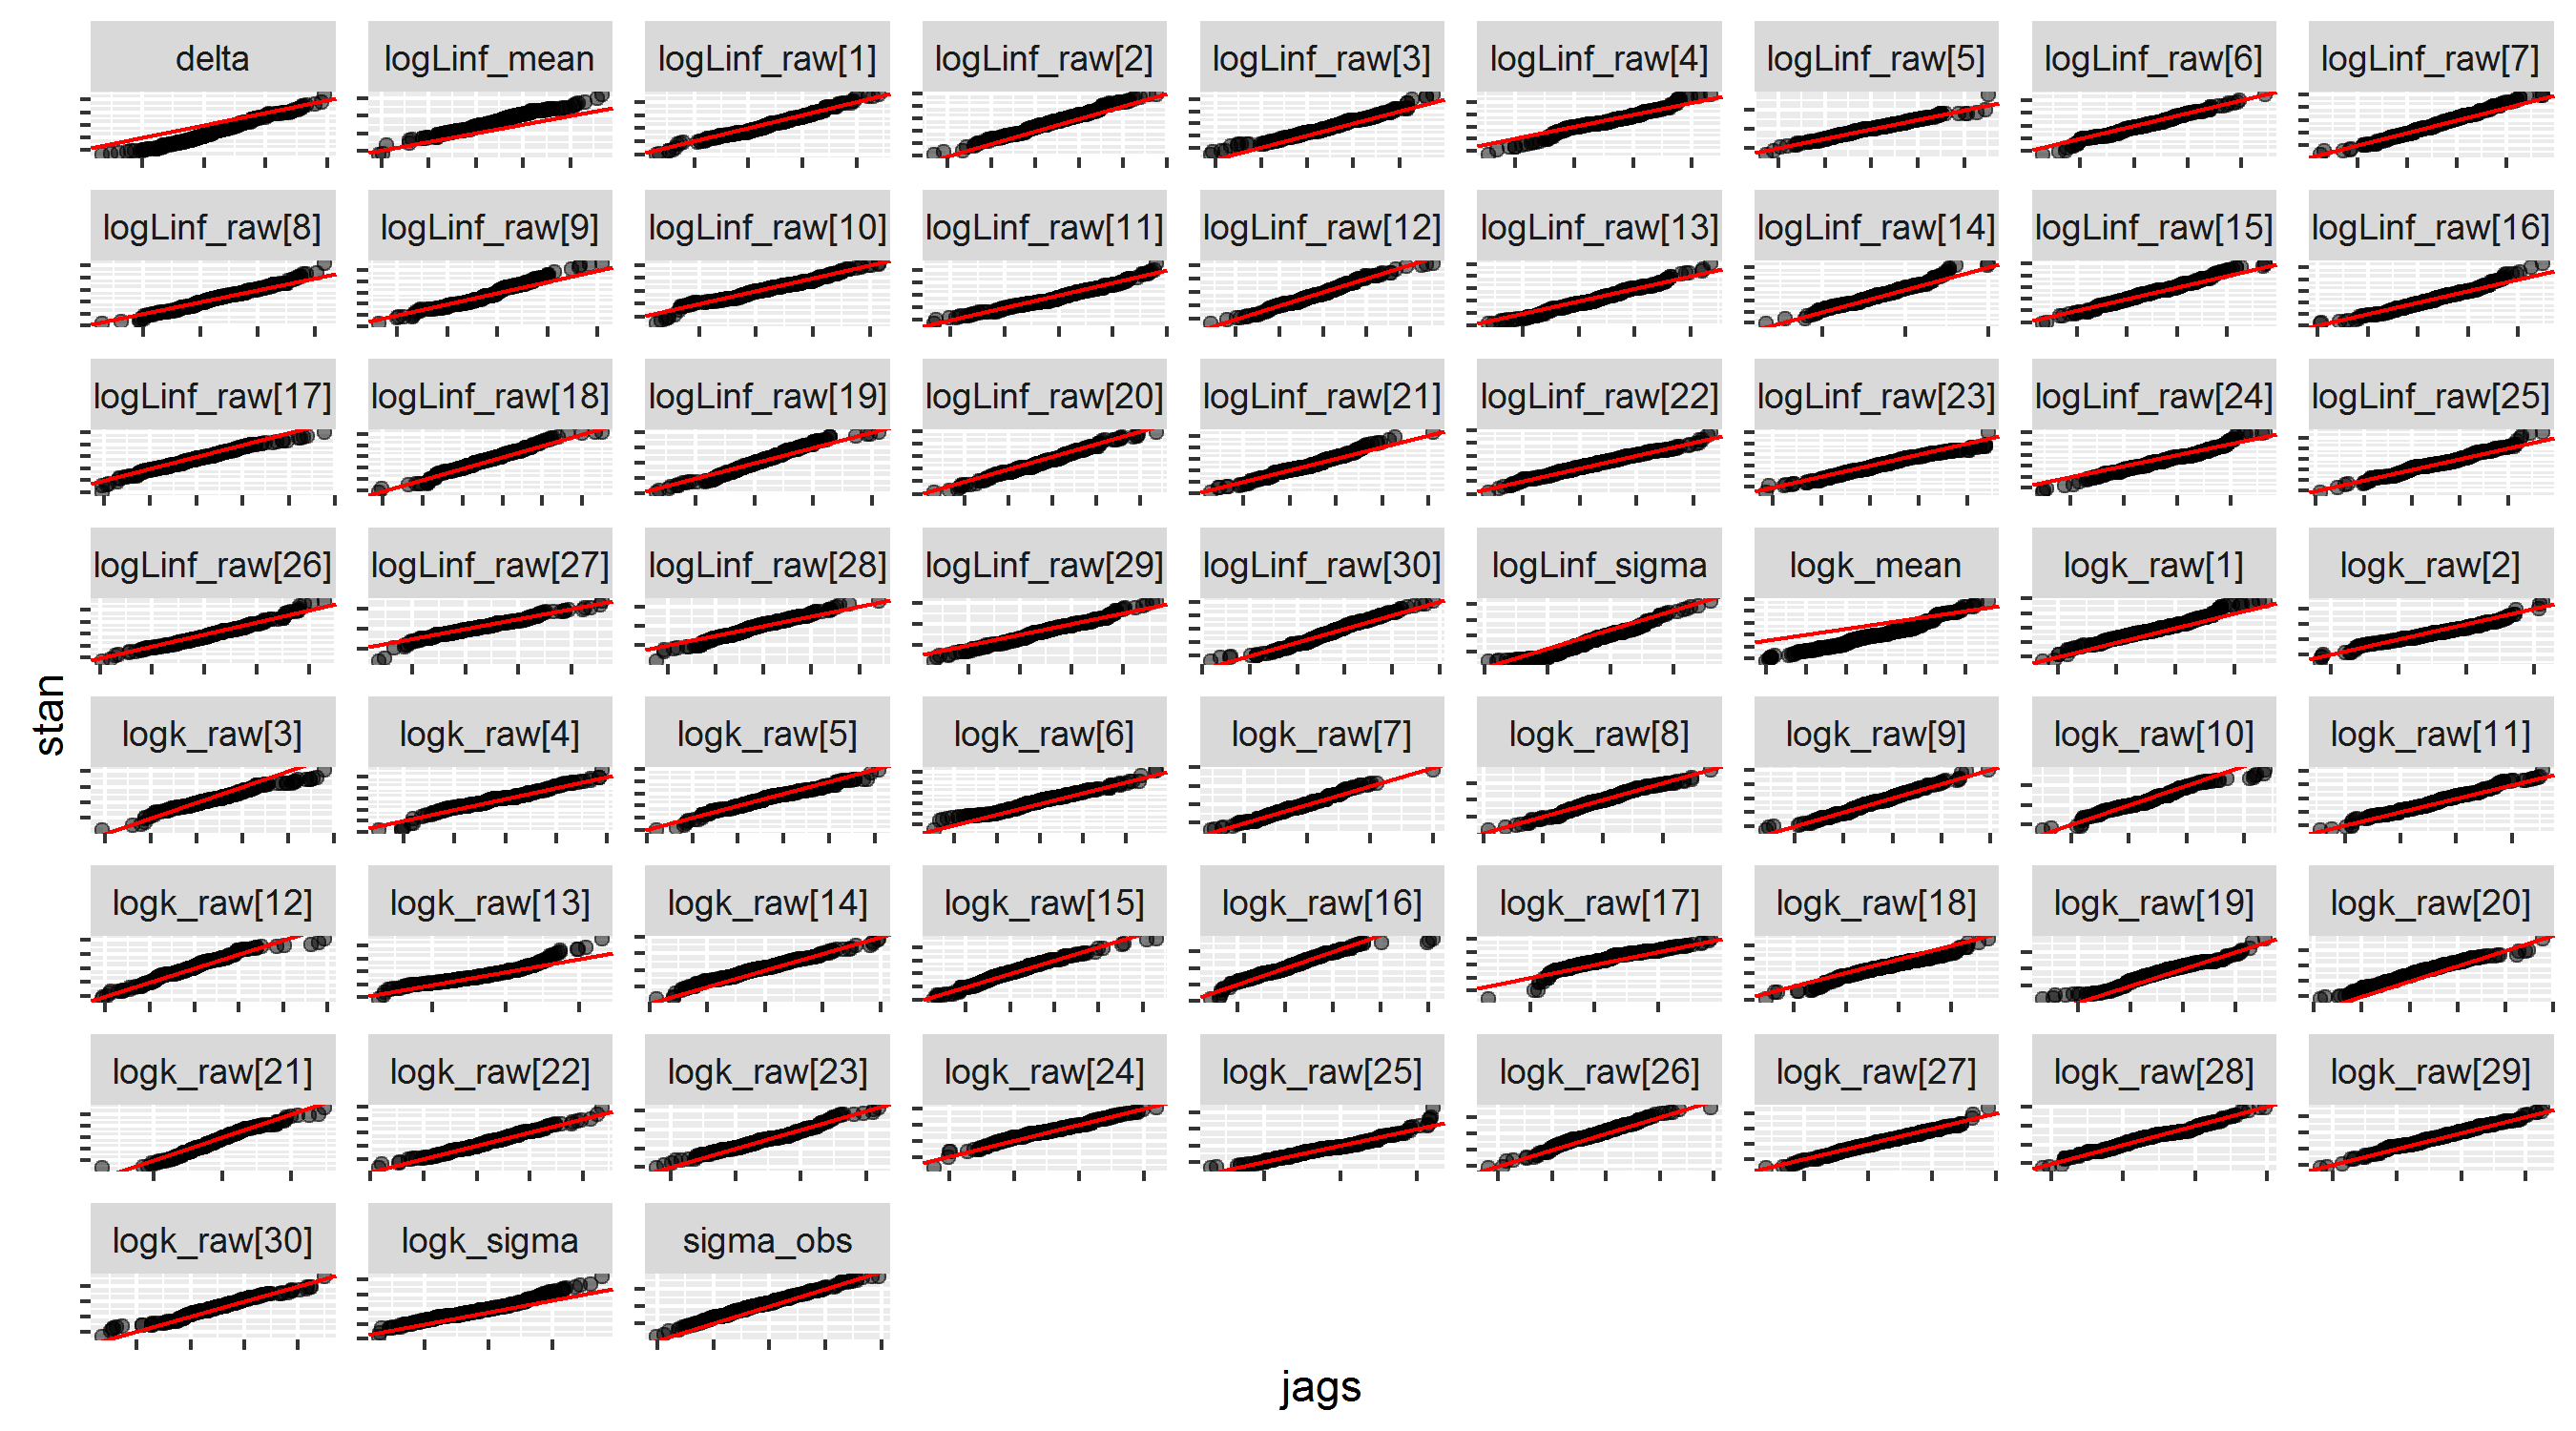 delta logLinf_mean logLinf_raw[1] logLinf_raw[2] logLinf_raw[3] logLinf_raw[4] logLinf_raw[5] logLinf_raw[6] logLinf_raw[7]
logLinf_raw[8] logLinf_raw[9] logLinf_raw[10] logLinf_raw[11] logLinf_raw[12] logLinf_raw[13] logLinf_raw[14] logLinf_raw[15] logLinf_raw[16]
logLinf_raw[17] logLinf_raw[18] logLinf_raw[19] logLinf_raw[20] logLinf_raw[21] logLinf_raw[22] logLinf_raw[23] logLinf_raw[24] logLinf_raw[25]
logLinf_raw[26] logLinf_raw[27] logLinf_raw[28] logLinf_raw[29] logLinf_raw[30] logLinf_sigma logk_mean logk_raw[1] logk_raw[2]
stan
logk_raw[3] logk_raw[4] logk_raw[5] logk_raw[6] logk_raw[7] logk_raw[8] logk_raw[9] logk_raw[10] logk_raw[11]
logk_raw[12] logk_raw[13] logk_raw[14] logk_raw[15] logk_raw[16] logk_raw[17] logk_raw[18] logk_raw[19] logk_raw[20]
logk_raw[21] logk_raw[22] logk_raw[23] logk_raw[24] logk_raw[25] logk_raw[26] logk_raw[27] logk_raw[28] logk_raw[29]
logk_raw[30] logk_sigma sigma_obs
jags